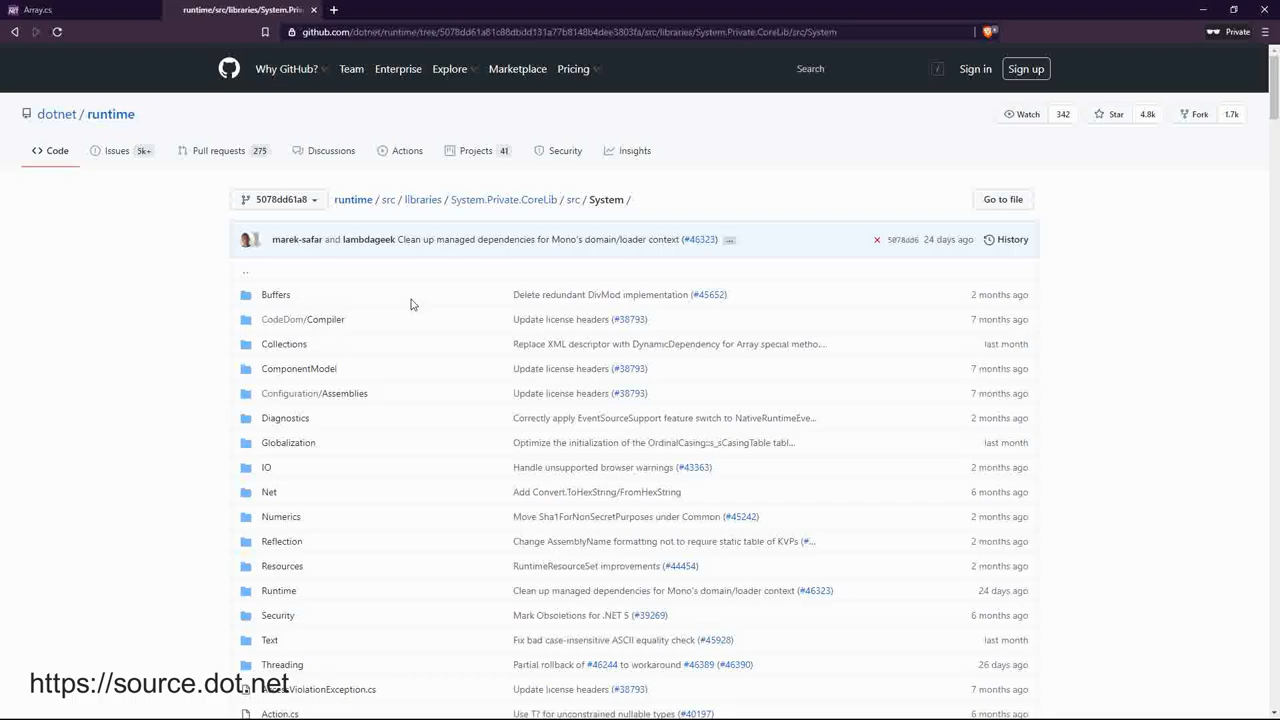 Array.cs
runtime/src/libraries/System.Priv
github.com/dotnet/runtime/tree/5078dd61a81c88dbdd131a77b8148b4dee3803fa/src/libraries/System.Private.CoreLib/src/System
Private
Why GitHub? Team Enterprise Explore Marketplace Pricing Search / Sign in Sign up
dotnet / runtime Watch 342 Star 4.8k Fork 1.7k
<> Code Issues 5k+ Pull requests 275 Discussions Actions Projects 41 Security Insights
5078dd61a8 runtime / src / libraries / System.Private.CoreLib / src / System / Go to file
marek-safar and lambdageek Clean up managed dependencies for Mono's domain/loader context (#46323) ... 5078dd6 24 days ago History
..
Buffers Delete redundant DivMod implementation (#45652) 2 months ago
CodeDom/Compiler Update license headers (#38793) 7 months ago
Collections Replace XML descriptor with DynamicDependency for Array special metho... last month
ComponentModel Update license headers (#38793) 7 months ago
Configuration/Assemblies Update license headers (#38793) 7 months ago
Diagnostics Correctly apply EventSourceSupport feature switch to NativeRuntimeEve... 2 months ago
Globalization Optimize the initialization of the OrdinalCasing::s_sCasingTable tabl... last month
IO Handle unsupported browser warnings (#43363) 2 months ago
Net Add Convert.ToHexString/FromHexString 6 months ago
Numerics Move Sha1ForNonSecretPurposes under Common (#45242) 2 months ago
Reflection Change AssemblyName formatting not to require static table of KVPs (#... 2 months ago
Resources RuntimeResourceSet improvements (#44454) 2 months ago
Runtime Clean up managed dependencies for Mono's domain/loader context (#46323) 24 days ago
Security Mark Obsoletions for .NET 5 (#39269) 6 months ago
Text Fix bad case-insensitive ASCII equality check (#45928) last month
Threading Partial rollback of #46244 to workaround #46389 (#46390) 26 days ago
https://source.dot.net
AccessViolationException.cs Update license headers (#38793) 7 months ago
Action.cs Use T? for unconstrained nullable types (#40197) 6 months ago